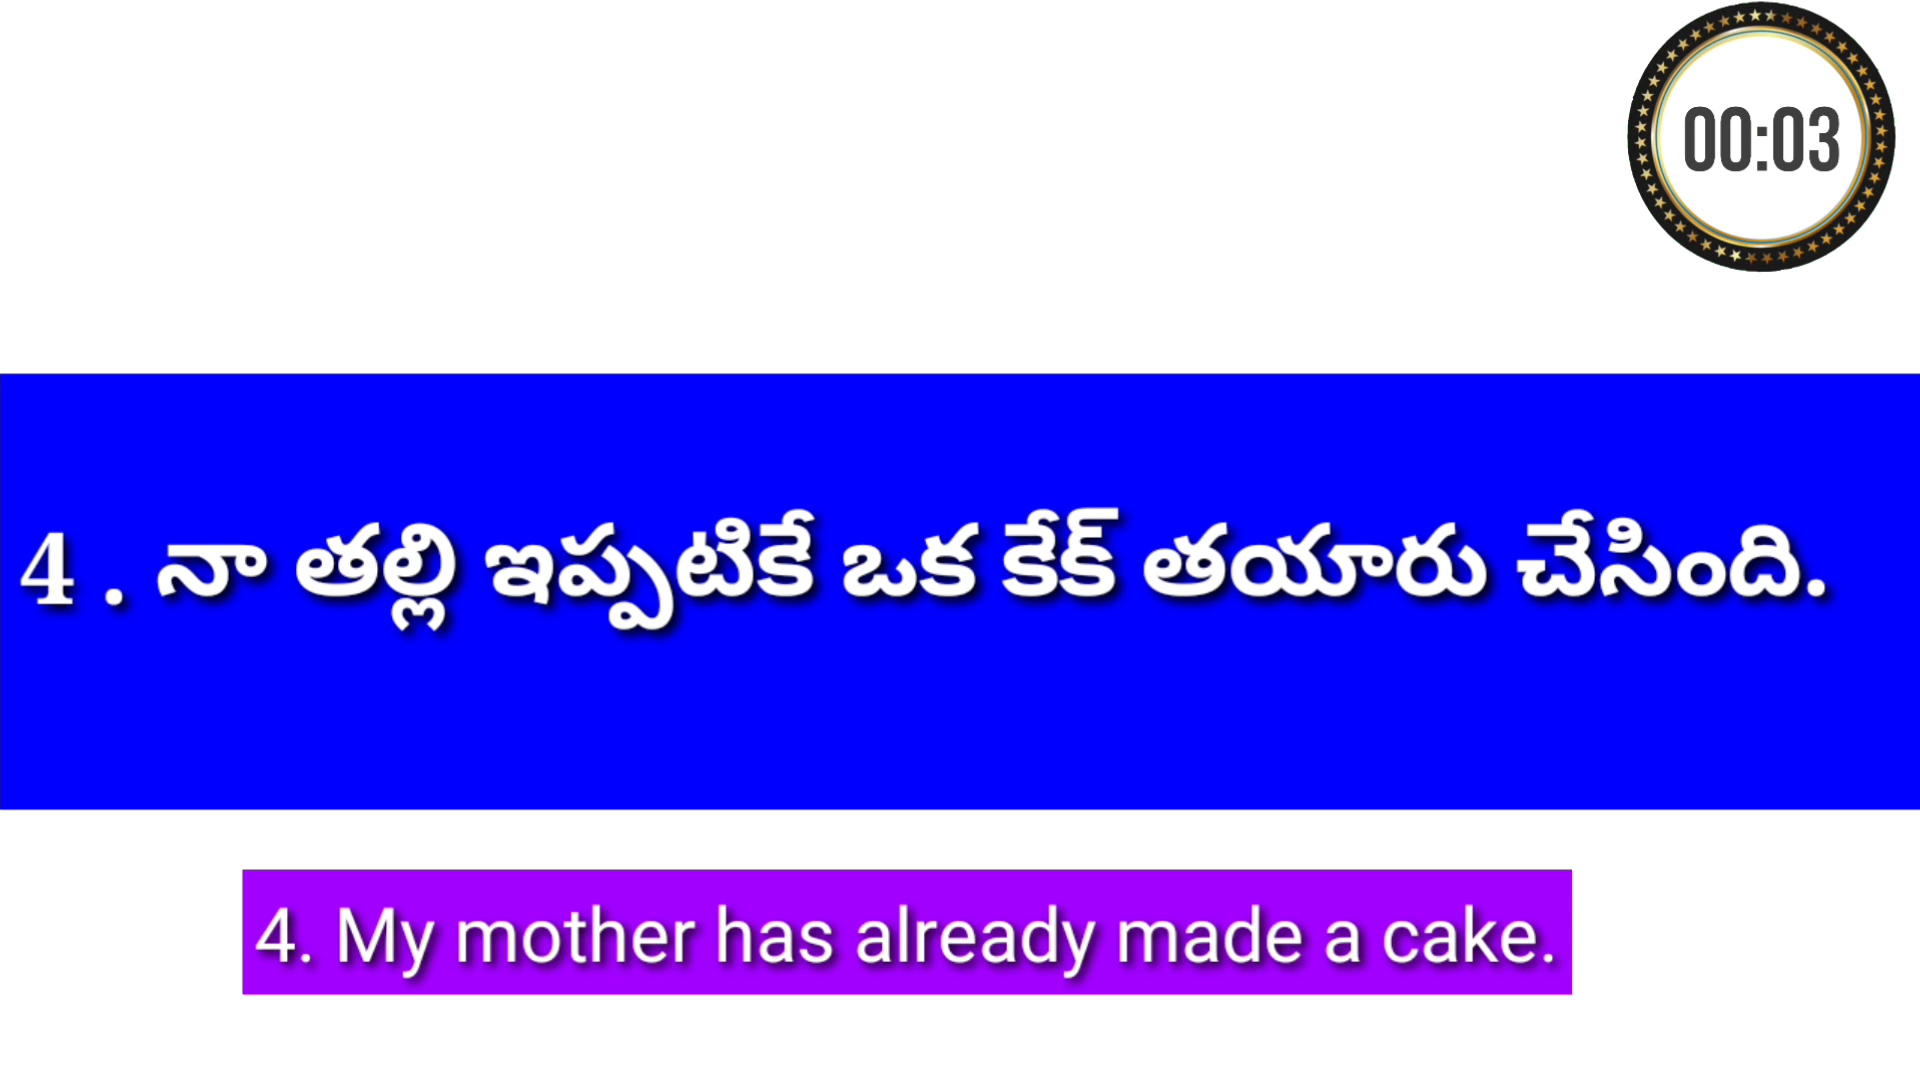 00:03
4 . నా తల్లి ఇప్పటికే ఒక కేక్ తయారు చేసింది.
4. My mother has already made a cake.